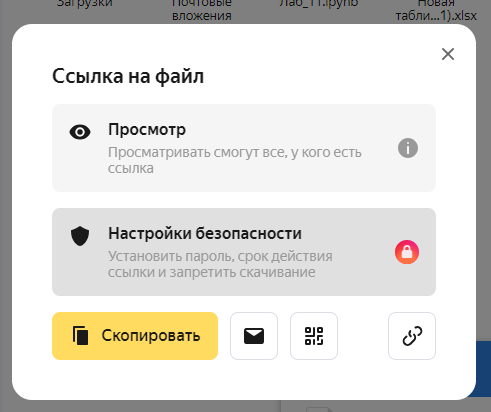 Загрузки
Почтовые
вложения
Лаб_11.ipynb
Новая
табли...1).xlsx
Ссылка на файл
Просмотр
Просматривать смогут все, у кого есть
ссылка
Настройки безопасности
Установить пароль, срок действия
ссылки и запретить скачивание
Скопировать